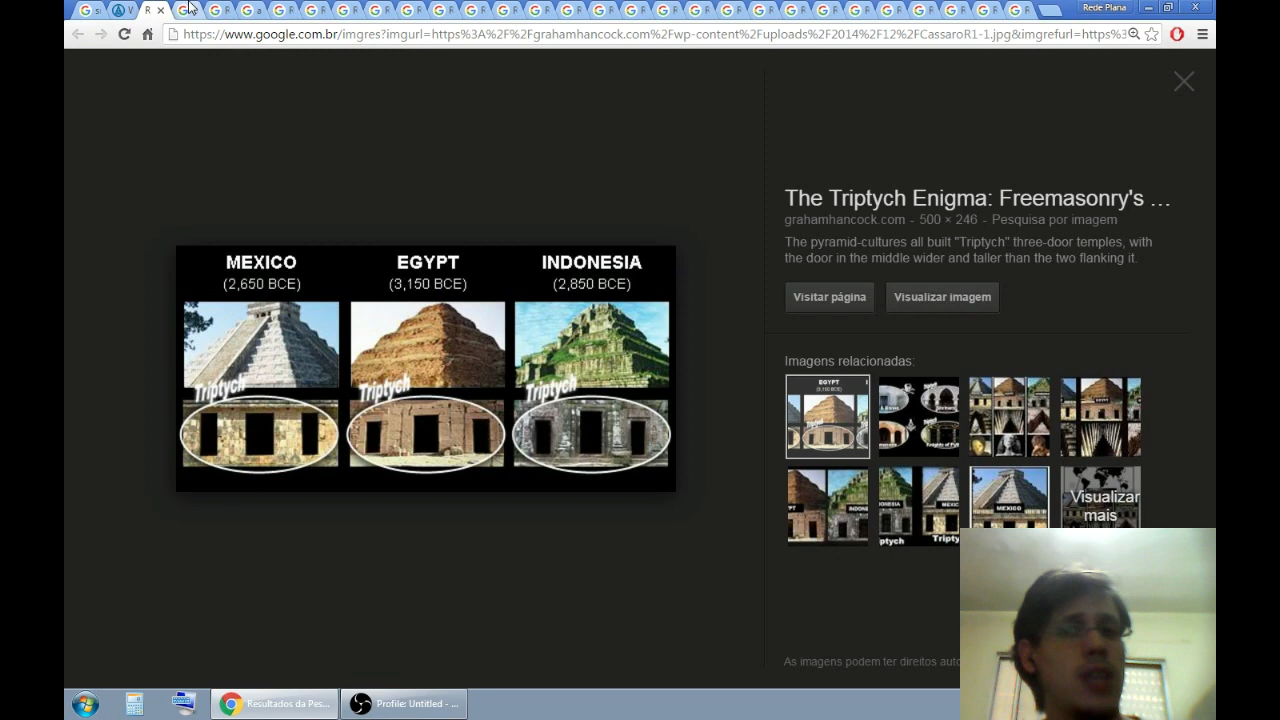 Rede Plana
https://www.google.com.br/imgres?imgurl=https%3A%2F%2Fgrahamhancock.com%2Fwp-content%2Fuploads%2F2014%2F12%2FCassaroR1-1.jpg&imgrefurl=https%3
MEXICO
(2,650 BCE)
EGYPT
(3,150 BCE)
INDONESIA
(2,850 BCE)
Triptych
Triptych
Triptych
The Triptych Enigma: Freemasonry's ...
grahamhancock.com - 500 × 246 - Pesquisa por imagem
The pyramid-cultures all built "Triptych" three-door temples, with
the door in the middle wider and taller than the two flanking it.
Visitar página
Visualizar imagem
Imagens relacionadas:
EGYPT
MEXICO
Visualizar
mais
As imagens podem ter direitos auto
Resultados da Pes...
Profile: Untitled - ...